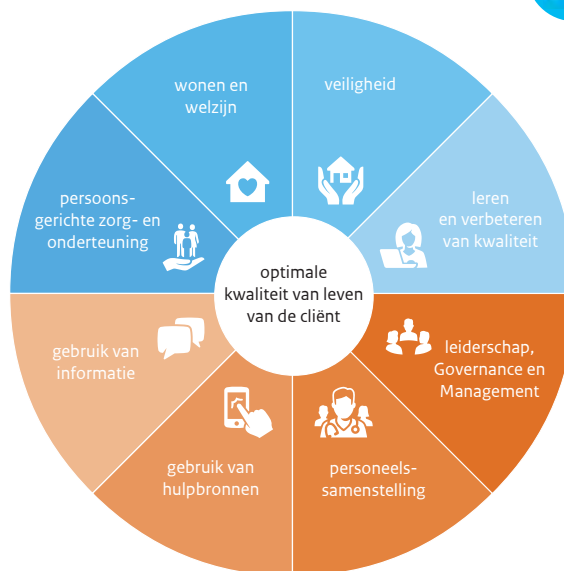 wonen en
welzijn
veiligheid
leren
en verbeteren
van kwaliteit
leiderschap,
Governance en
Management
personeels-
samenstelling
gebruik van
hulpbronnen
gebruik van
informatie
persoons-
gerichte zorg- en
onderteuning
optimale
kwaliteit van leven
van de cliënt